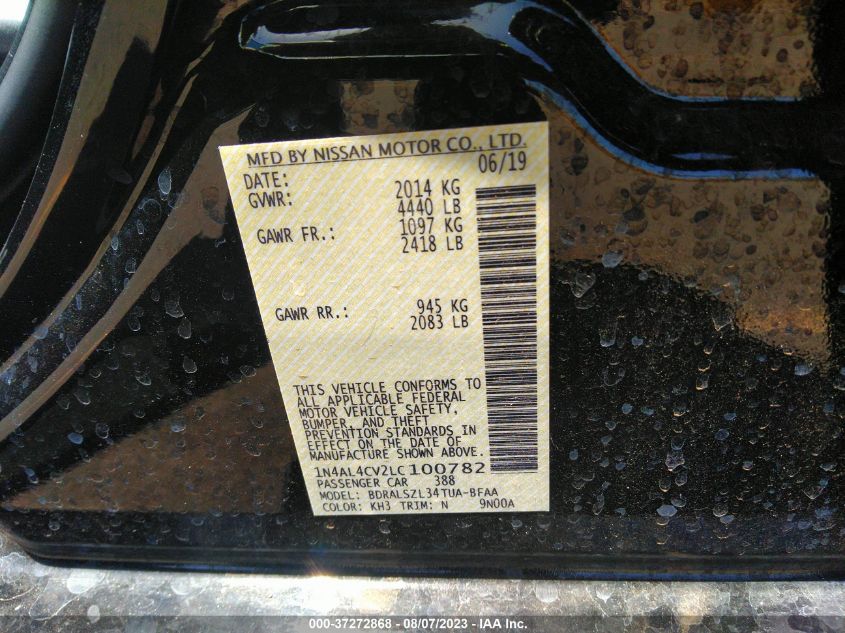 MFD BY NISSAN MOTOR CO., LTD.
DATE: 06/19
GVWR: 2014 KG
4440 LB
GAWR FR.: 1097 KG
2418 LB
GAWR RR.: 945 KG
2083 LB
THIS VEHICLE CONFORMS TO
ALL APPLICABLE FEDERAL
MOTOR VEHICLE SAFETY,
BUMPER, AND THEFT
PREVENTION STANDARDS IN
EFFECT ON THE DATE OF
MANUFACTURE SHOWN ABOVE.
1N4AL4CV2LC100782
PASSENGER CAR 388
MODEL: BDRALSZL34TUA-BFAA
COLOR: KH3 TRIM: N 9N00A
000-37272868 - 08/07/2023 - IAA Inc.